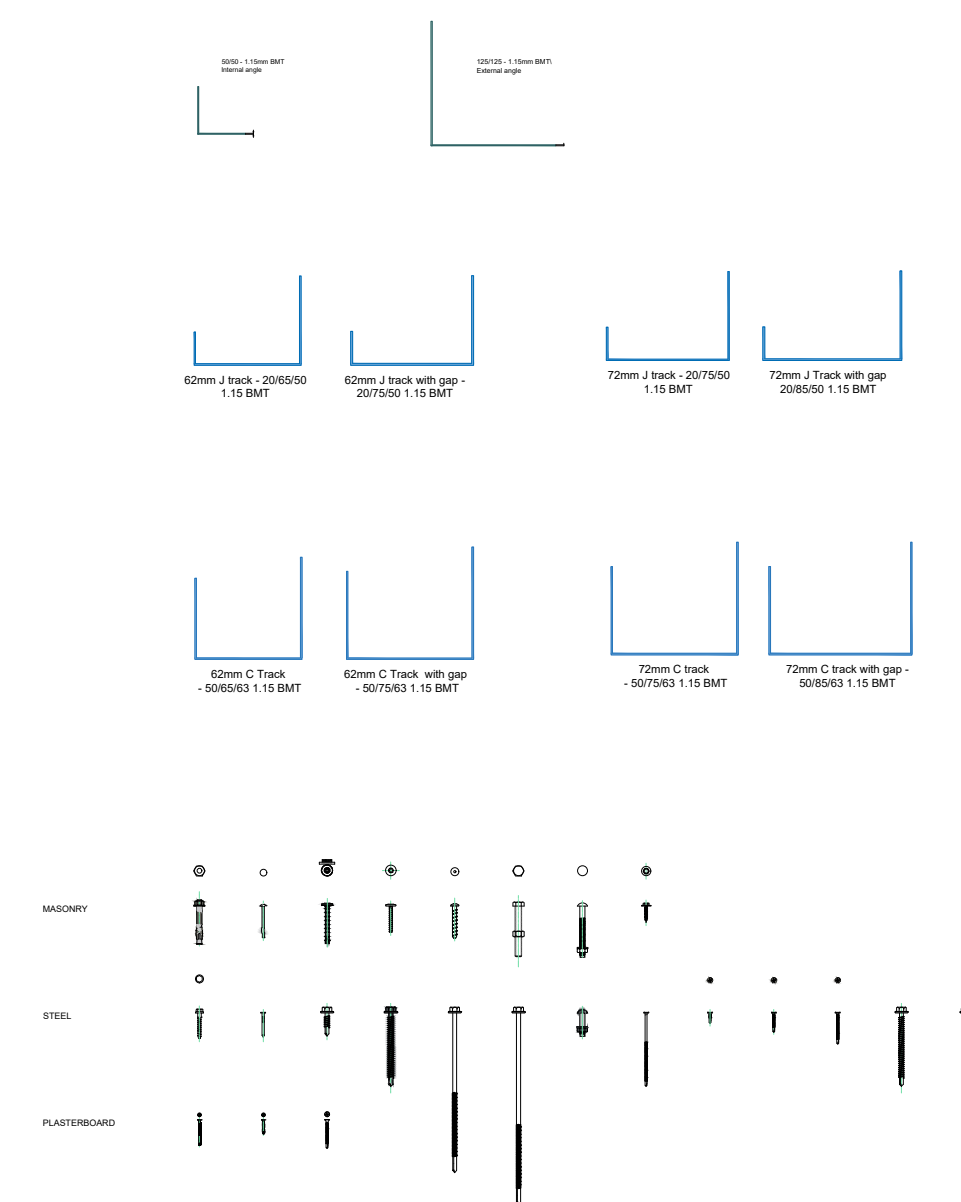 50/50 - 1.15mm BMT
Internal angle
125/125 - 1.15mm BMT\
External angle
62mm J track - 20/65/50
1.15 BMT
62mm J track with gap -
20/75/50 1.15 BMT
72mm J track - 20/75/50
1.15 BMT
72mm J Track with gap
20/85/50 1.15 BMT
62mm C Track
- 50/65/63 1.15 BMT
62mm C Track  with gap
- 50/75/63 1.15 BMT
72mm C track
- 50/75/63 1.15 BMT
72mm C track with gap -
50/85/63 1.15 BMT
MASONRY
STEEL
PLASTERBOARD